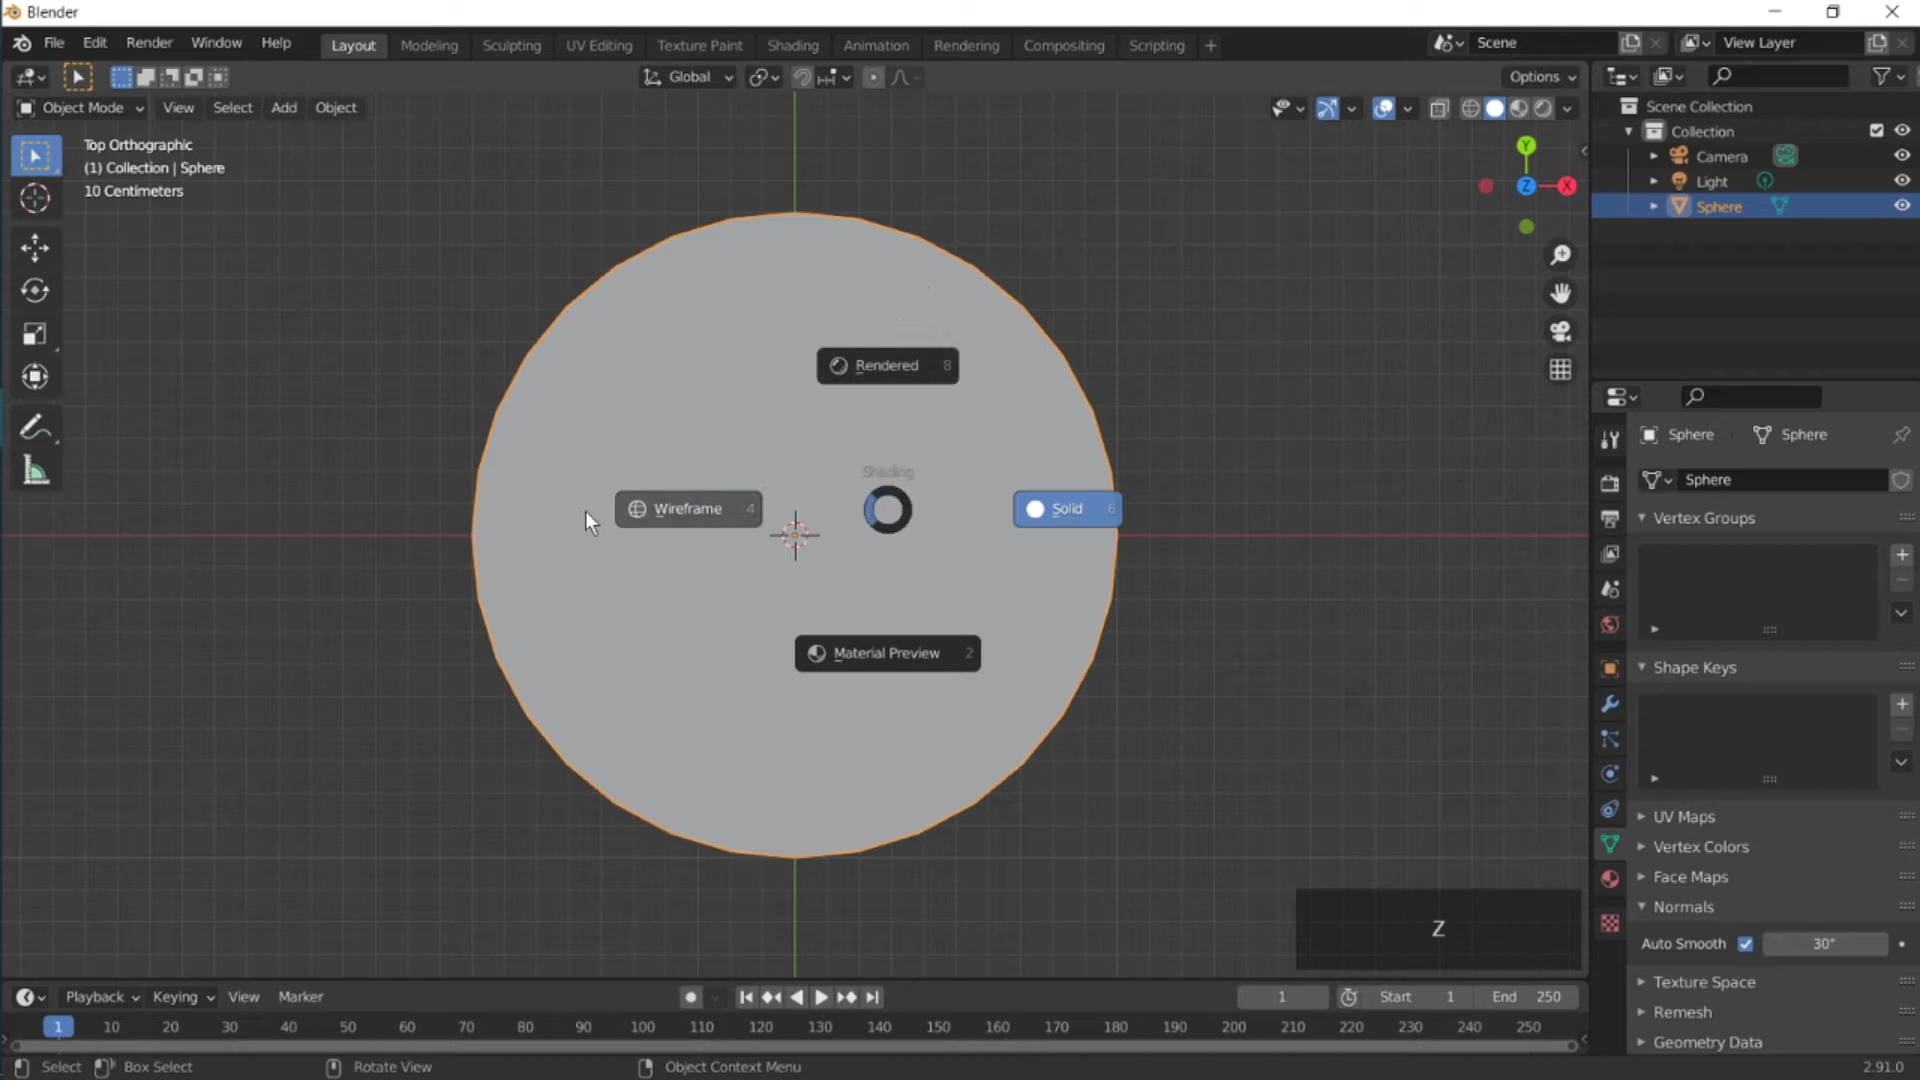 Blender
File Edit Render Window Help Layout Modeling Sculpting UV Editing Texture Paint Shading Animation Rendering Compositing Scripting + Scene View Layer
Global Options
Object Mode View Select Add Object
Top Orthographic
(1) Collection | Sphere
10 Centimeters
Y
Z X
Scene Collection
Collection
Camera
Light
Sphere
Rendered 8
Shading
Wireframe 4
Solid 6
Material Preview 2
Z
Sphere Sphere
Sphere
Vertex Groups
Shape Keys
UV Maps
Vertex Colors
Face Maps
Normals
Auto Smooth 30°
Texture Space
Remesh
Geometry Data
Playback Keying View Marker 1 Start 1 End 250
1 10 20 30 40 50 60 70 80 90 100 110 120 130 140 150 160 170 180 190 200 210 220 230 240 250
Select Box Select Rotate View Object Context Menu 2.91.0